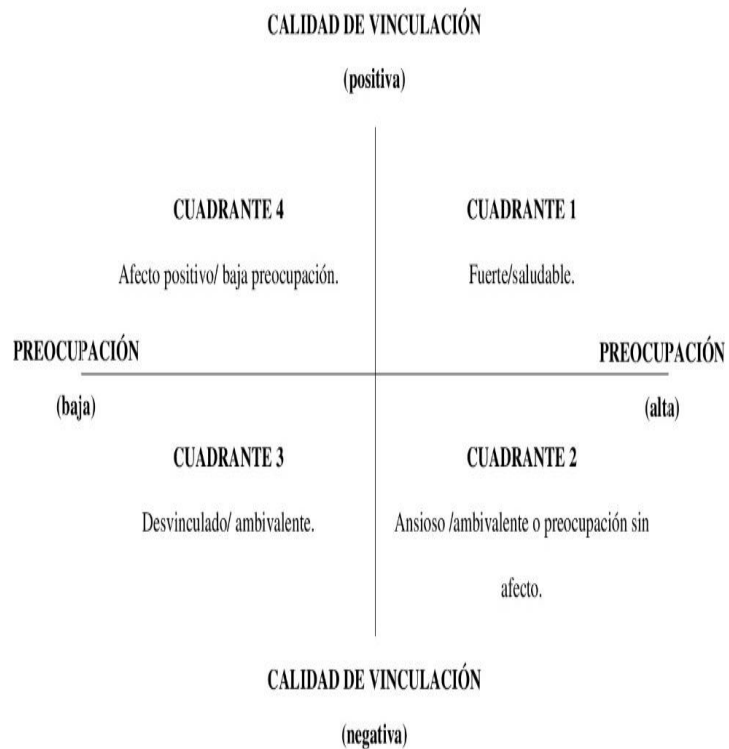 CALIDAD DE VINCULACIÓN
(positiva)
CUADRANTE 4
Afecto positivo/ baja preocupación.
CUADRANTE 1
Fuerte/saludable.
PREOCUPACIÓN
(baja)
PREOCUPACIÓN
(alta)
CUADRANTE 3
Desvinculado/ ambivalente.
CUADRANTE 2
Ansioso /ambivalente o preocupación sin
afecto.
CALIDAD DE VINCULACIÓN
(negativa)